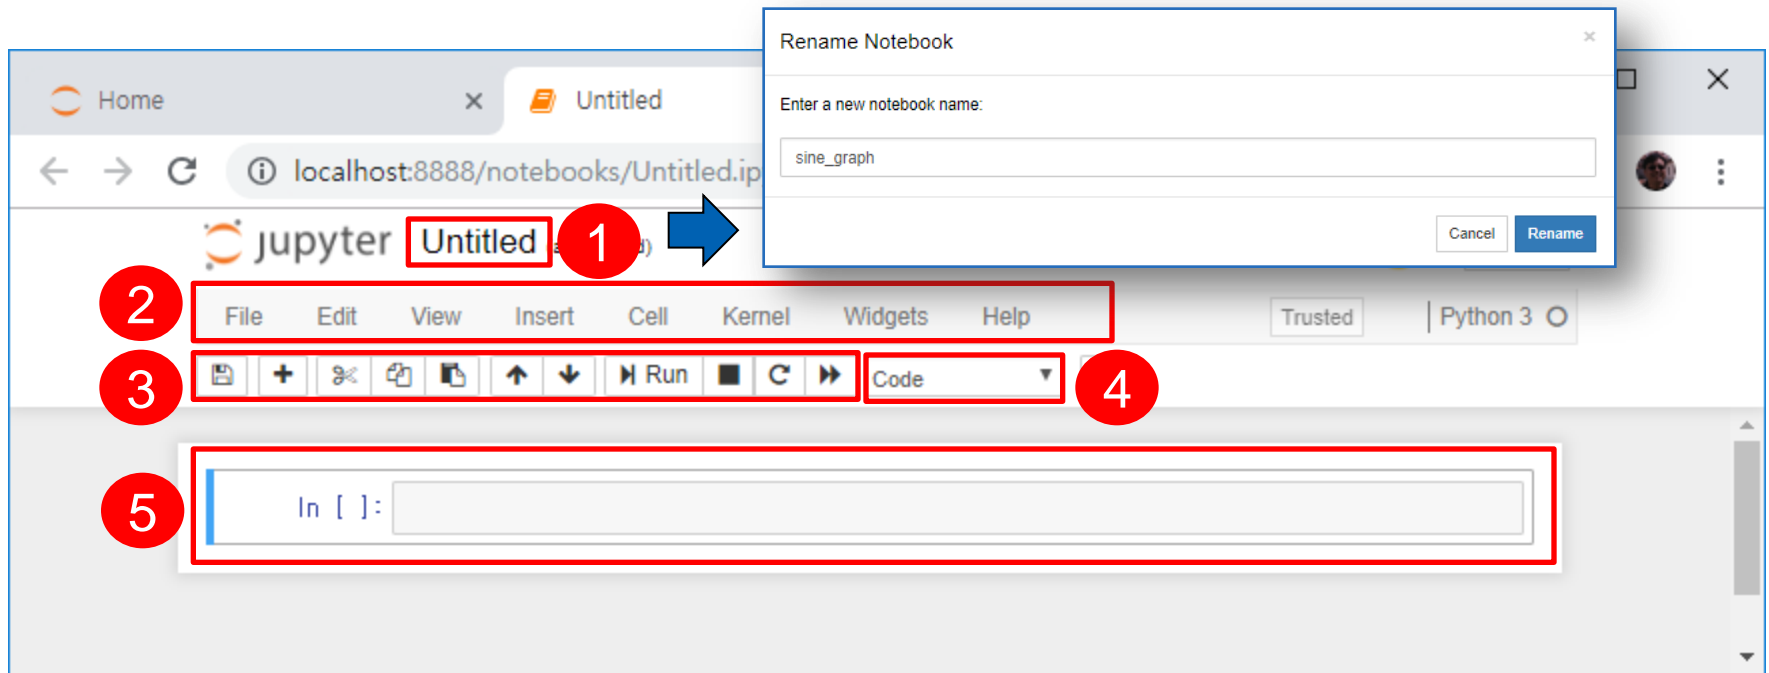 Rename Notebook
×
Enter a new notebook name:
sine_graph
Cancel
Rename
Home
Untitled
localhost:8888/notebooks/Untitled.ip
jupyter
Untitled
1
2
File Edit View Insert Cell Kernel Widgets Help
Trusted
Python 3
3
Run
Code
4
5
In [ ]: